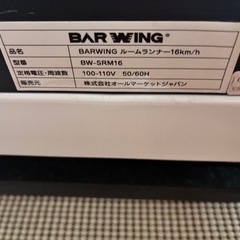 BARWING
品名 BARWING ルームランナー16km/h
型番 BW-SRM16
定格電圧・周波数 100-110V 50/60H
販売元 株式会社オールマーケットジャパン